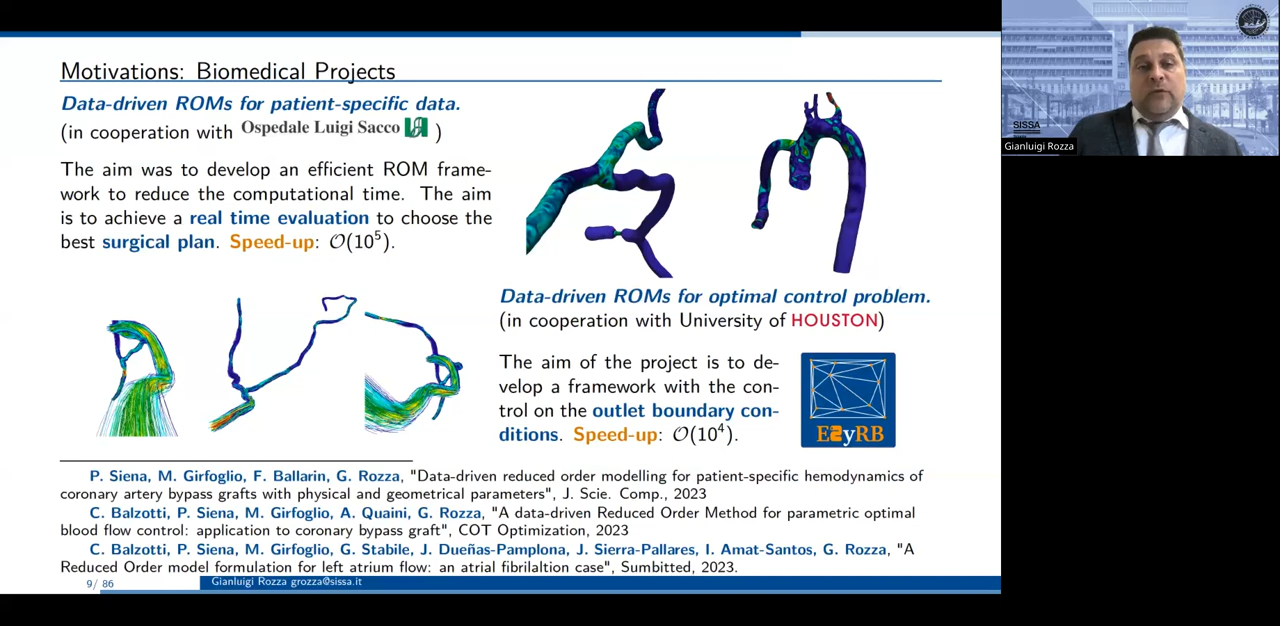 Motivations: Biomedical Projects
Data-driven ROMs for patient-specific data.
(in cooperation with Ospedale Luigi Sacco )
The aim was to develop an efficient ROM frame-
work to reduce the computational time. The aim
is to achieve a real time evaluation to choose the
best surgical plan. Speed-up: O(10⁵).
Data-driven ROMs for optimal control problem.
(in cooperation with University of HOUSTON)
The aim of the project is to de-
velop a framework with the con-
trol on the outlet boundary con-
ditions. Speed-up: O(10⁴).
EZyRB
P. Siena, M. Girfoglio, F. Ballarin, G. Rozza, "Data-driven reduced order modelling for patient-specific hemodynamics of
coronary artery bypass grafts with physical and geometrical parameters", J. Scie. Comp., 2023
C. Balzotti, P. Siena, M. Girfoglio, A. Quaini, G. Rozza, "A data-driven Reduced Order Method for parametric optimal
blood flow control: application to coronary bypass graft", COT Optimization, 2023
C. Balzotti, P. Siena, M. Girfoglio, G. Stabile, J. Dueñas-Pamplona, J. Sierra-Pallares, I. Amat-Santos, G. Rozza, "A
Reduced Order model formulation for left atrium flow: an atrial fibrilaltion case", Sumbitted, 2023.
9/ 86
Gianluigi Rozza grozza@sissa.it
SISSA
Gianluigi Rozza